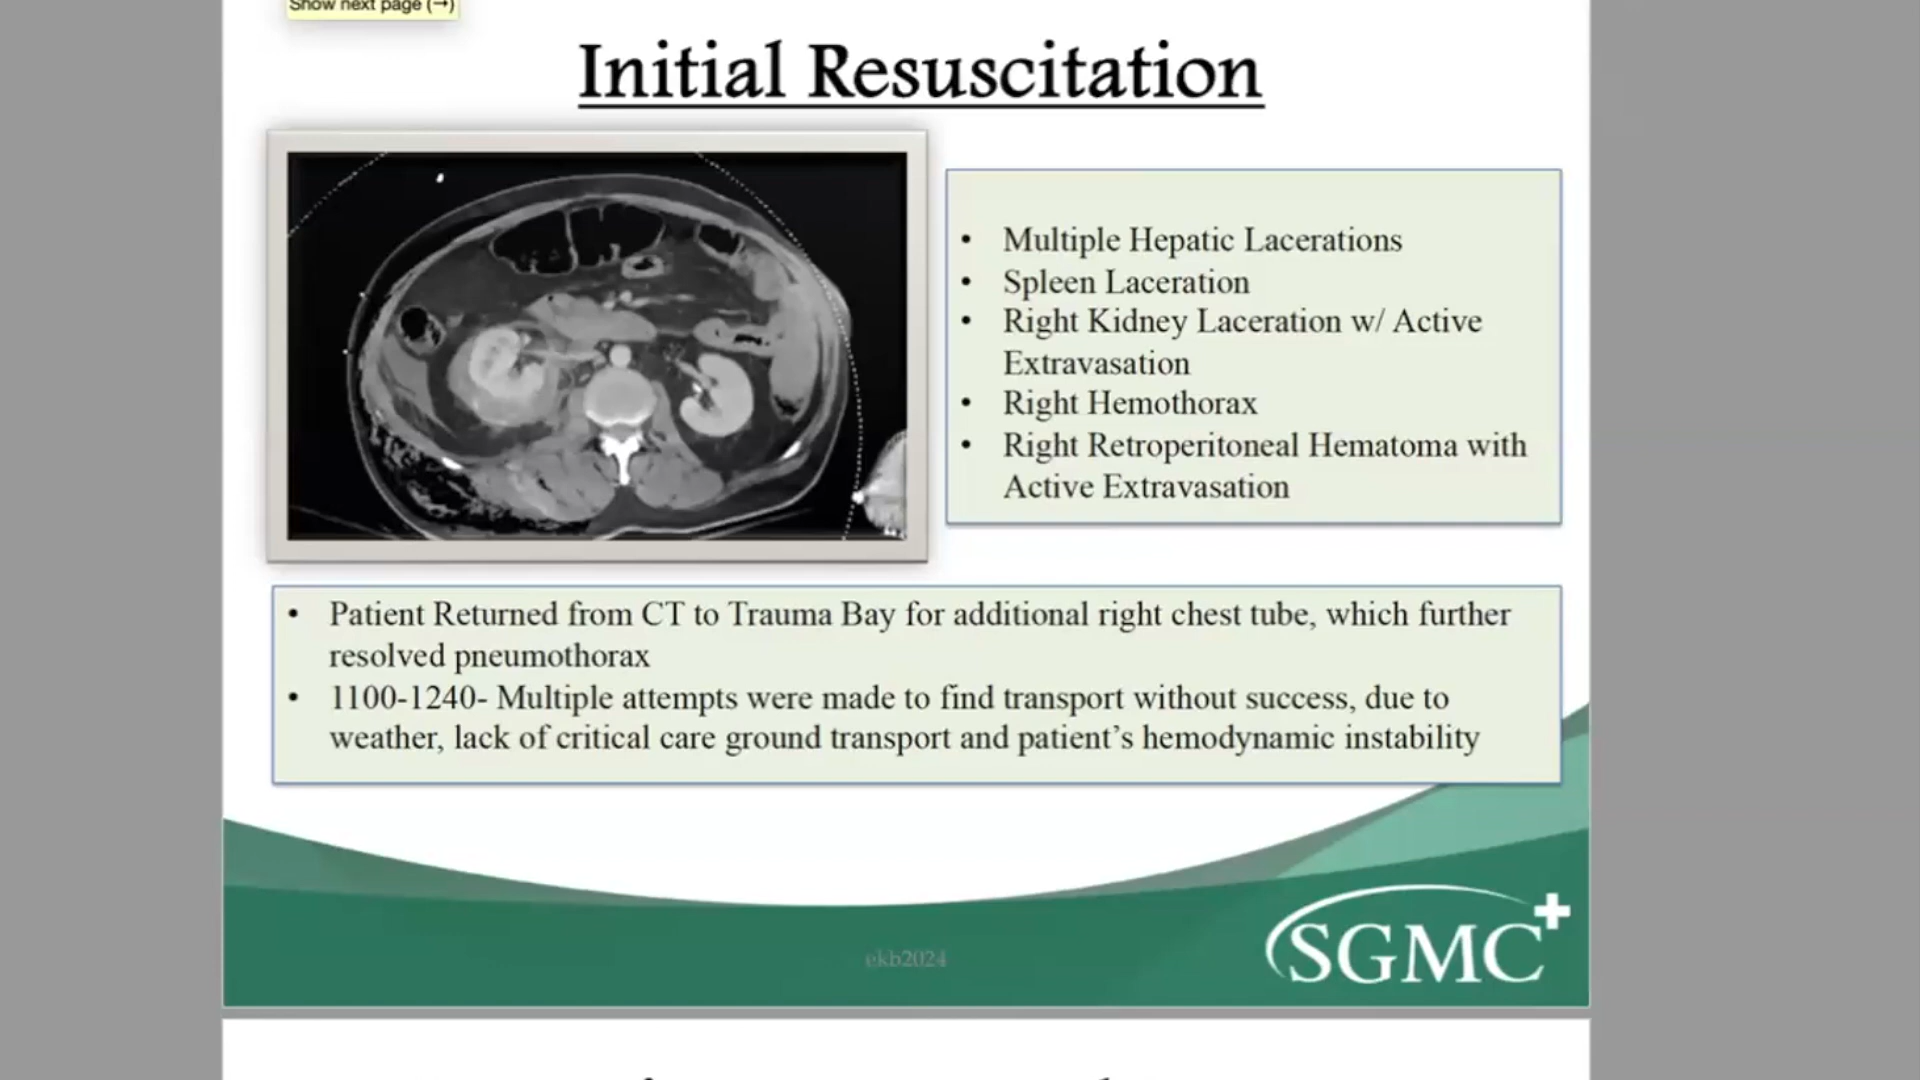 Show next page (→)
Initial Resuscitation
• Multiple Hepatic Lacerations
• Spleen Laceration
• Right Kidney Laceration w/ Active
Extravasation
• Right Hemothorax
• Right Retroperitoneal Hematoma with
Active Extravasation
• Patient Returned from CT to Trauma Bay for additional right chest tube, which further
resolved pneumothorax
• 1100-1240- Multiple attempts were made to find transport without success, due to
weather, lack of critical care ground transport and patient’s hemodynamic instability
ekb2024
SGMC